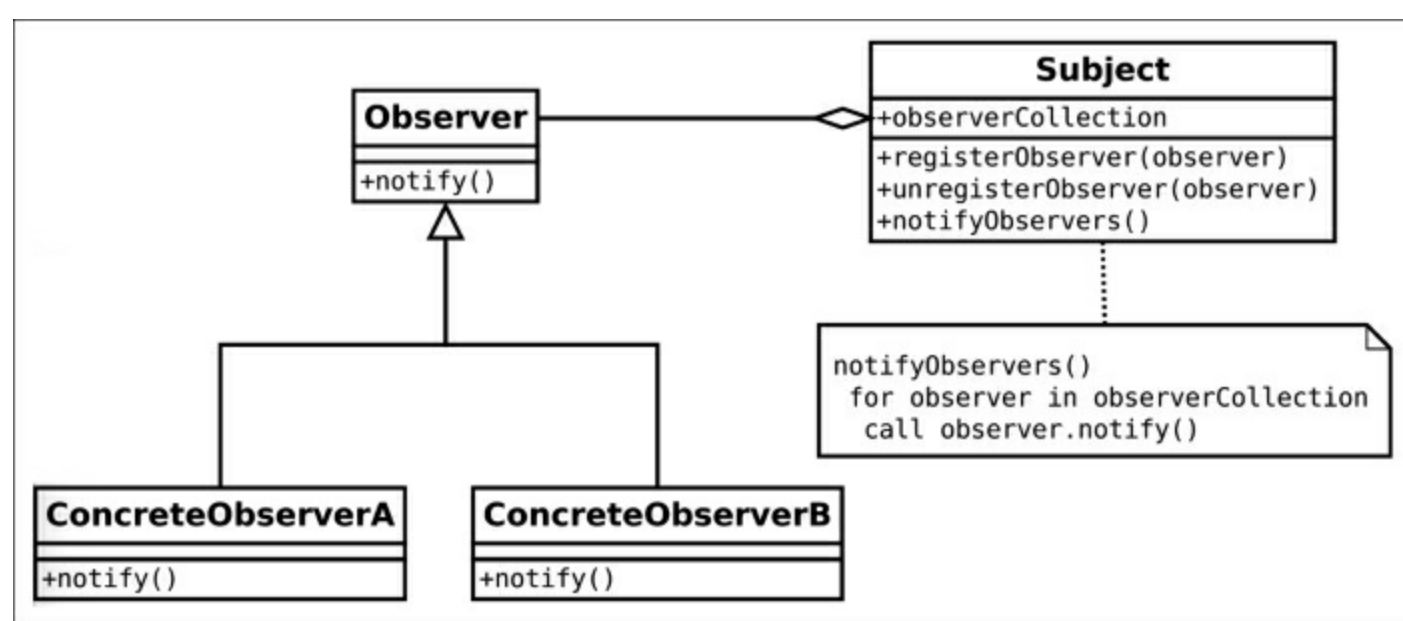 Observer
+notify()
Subject
+observerCollection
+registerObserver(observer)
+unregisterObserver(observer)
+notifyObservers()
notifyObservers()
for observer in observerCollection
call observer.notify()
ConcreteObserverA
+notify()
ConcreteObserverB
+notify()